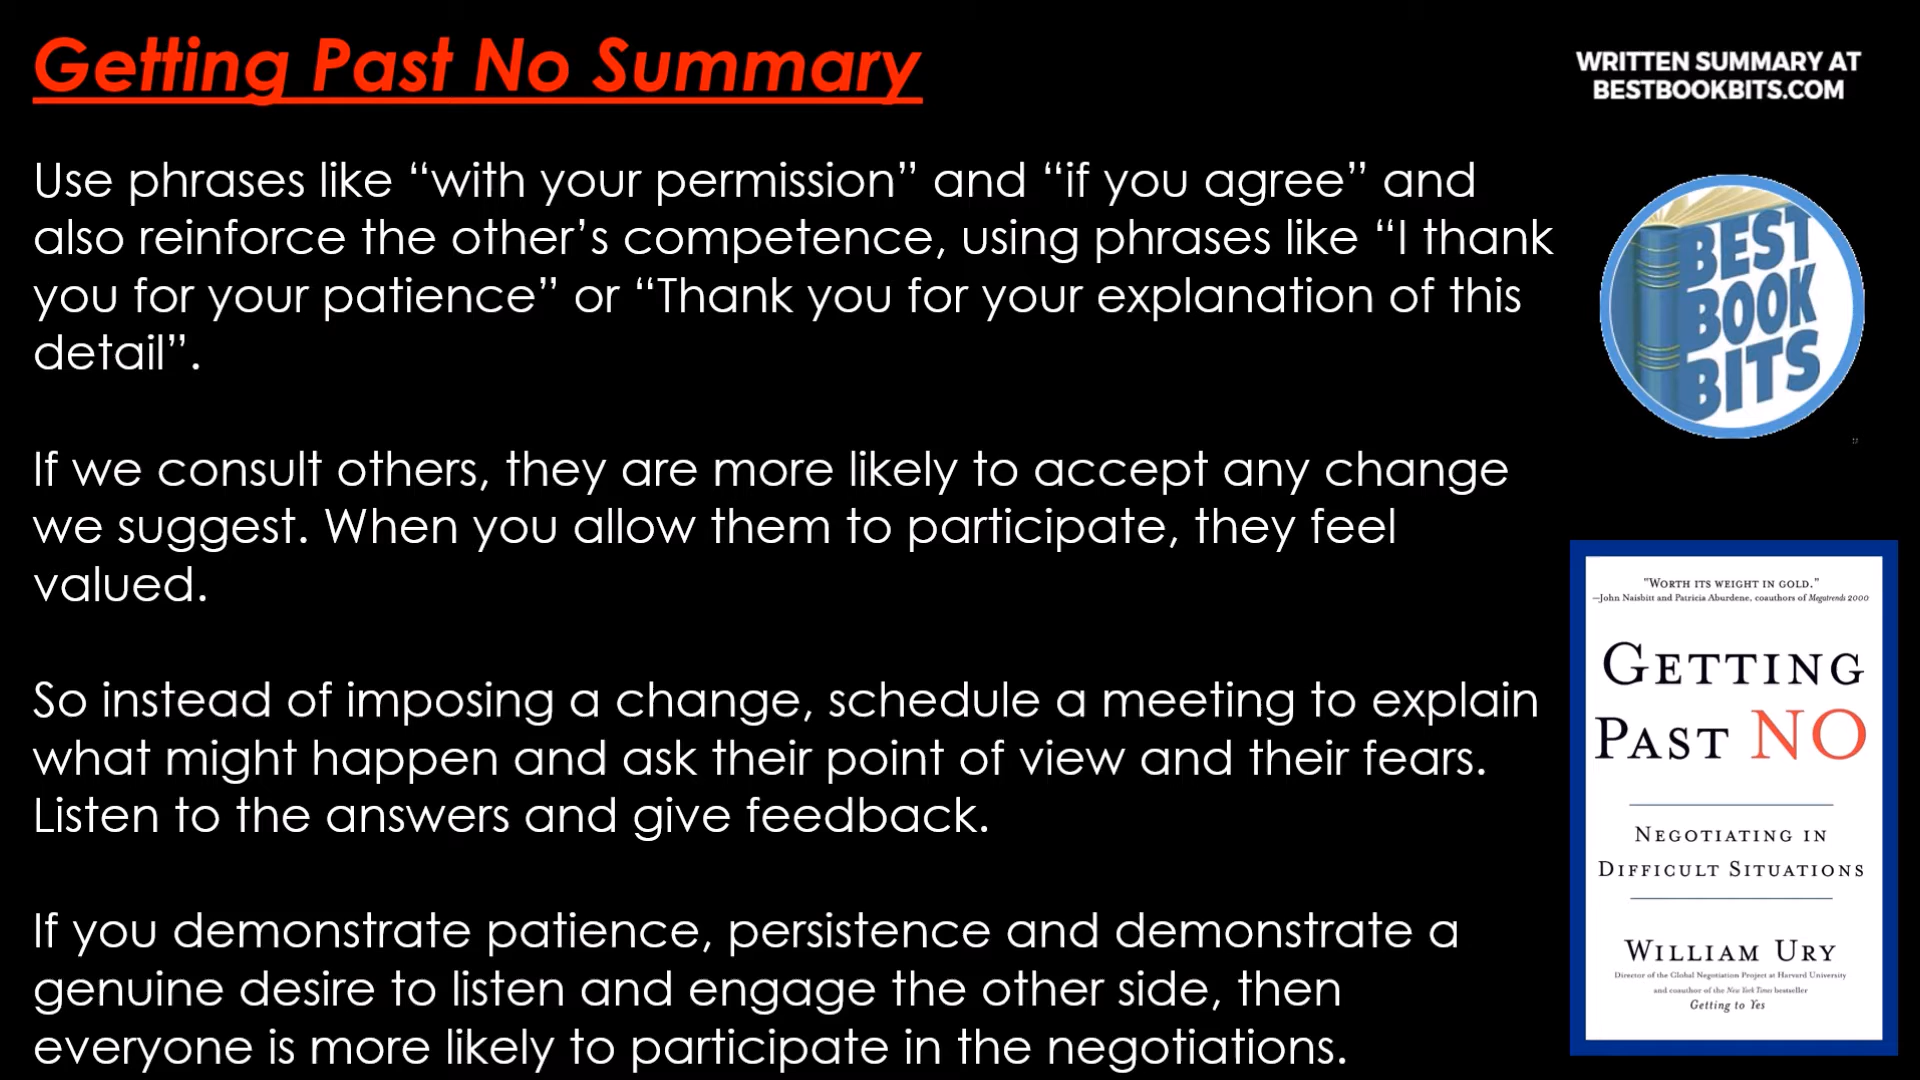 Getting Past No Summary
WRITTEN SUMMARY AT
BESTBOOKBITS.COM
Use phrases like “with your permission” and “if you agree” and
also reinforce the other’s competence, using phrases like “I thank
you for your patience” or “Thank you for your explanation of this
detail”.
If we consult others, they are more likely to accept any change
we suggest. When you allow them to participate, they feel
valued.
So instead of imposing a change, schedule a meeting to explain
what might happen and ask their point of view and their fears.
Listen to the answers and give feedback.
If you demonstrate patience, persistence and demonstrate a
genuine desire to listen and engage the other side, then
everyone is more likely to participate in the negotiations.
BEST
BOOK
BITS
"WORTH ITS WEIGHT IN GOLD."
—John Naisbitt and Patricia Aburdene, coauthors of Megatrends 2000
GETTING
PAST NO
NEGOTIATING IN
DIFFICULT SITUATIONS
WILLIAM URY
Director of the Global Negotiation Project at Harvard University
and coauthor of the New York Times bestseller
Getting to Yes